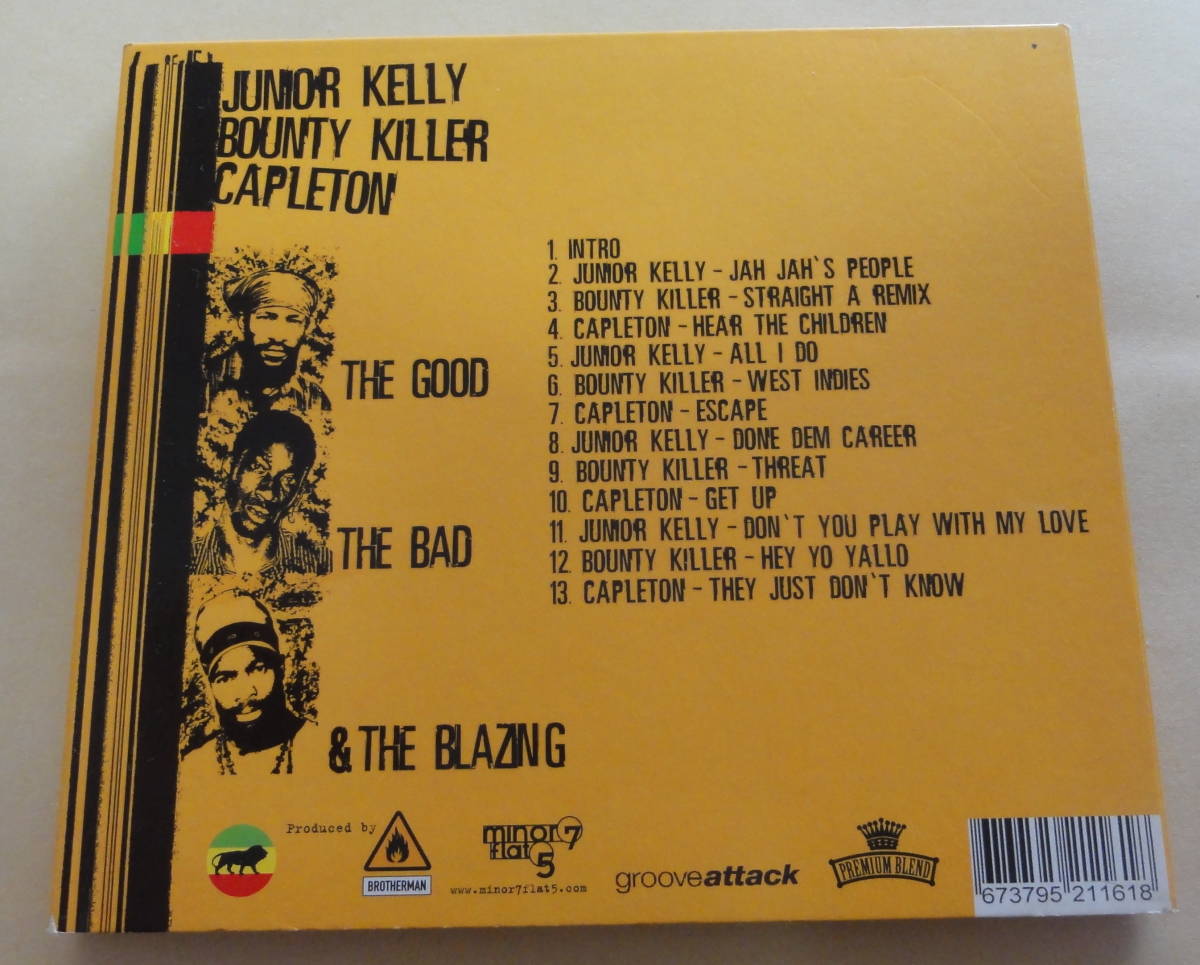 JUNIOR KELLY
BOUNTY KILLER
CAPLETON
THE GOOD
THE BAD
& THE BLAZING
1. INTRO
2. JUNIOR KELLY - JAH JAH`S PEOPLE
3. BOUNTY KILLER - STRAIGHT A REMIX
4. CAPLETON - HEAR THE CHILDREN
5. JUNIOR KELLY - ALL I DO
6. BOUNTY KILLER - WEST INDIES
7. CAPLETON - ESCAPE
8. JUNIOR KELLY - DONE DEM CAREER
9. BOUNTY KILLER - THREAT
10. CAPLETON - GET UP
11. JUNIOR KELLY - DON`T YOU PLAY WITH MY LOVE
12. BOUNTY KILLER - HEY YO YALLO
13. CAPLETON - THEY JUST DON`T KNOW
Produced by
BROTHERMAN
minor 7
flat 5
www.minor7flat5.com
grooveattack
PREMIUM BLEND
673795 211618